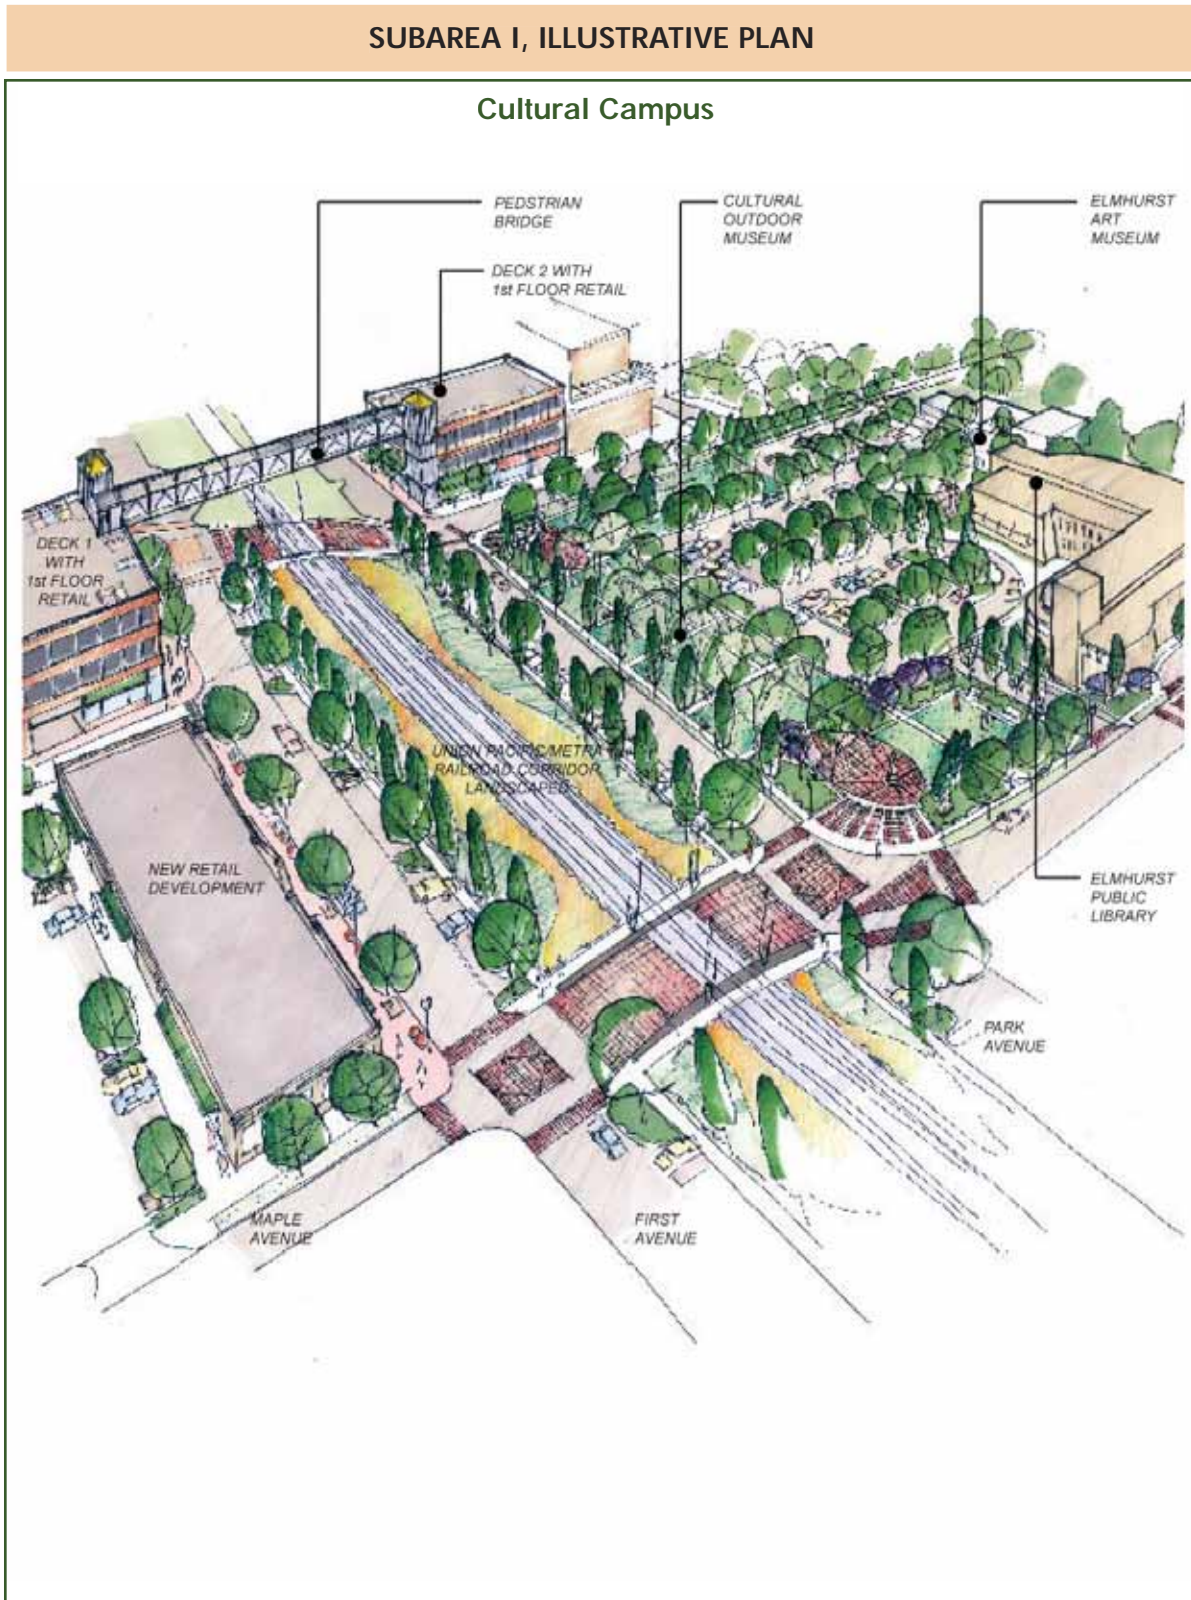 SUBAREA I, ILLUSTRATIVE PLAN
Cultural Campus
PEDSTRIAN
BRIDGE
CULTURAL
OUTDOOR
MUSEUM
ELMHURST
ART
MUSEUM
DECK 2 WITH
1st FLOOR RETAIL
DECK 1
WITH
1st FLOOR
RETAIL
UNION PACIFIC/METRA
RAILROAD CORRIDOR
LANDSCAPED
NEW RETAIL
DEVELOPMENT
ELMHURST
PUBLIC
LIBRARY
PARK
AVENUE
MAPLE
AVENUE
FIRST
AVENUE